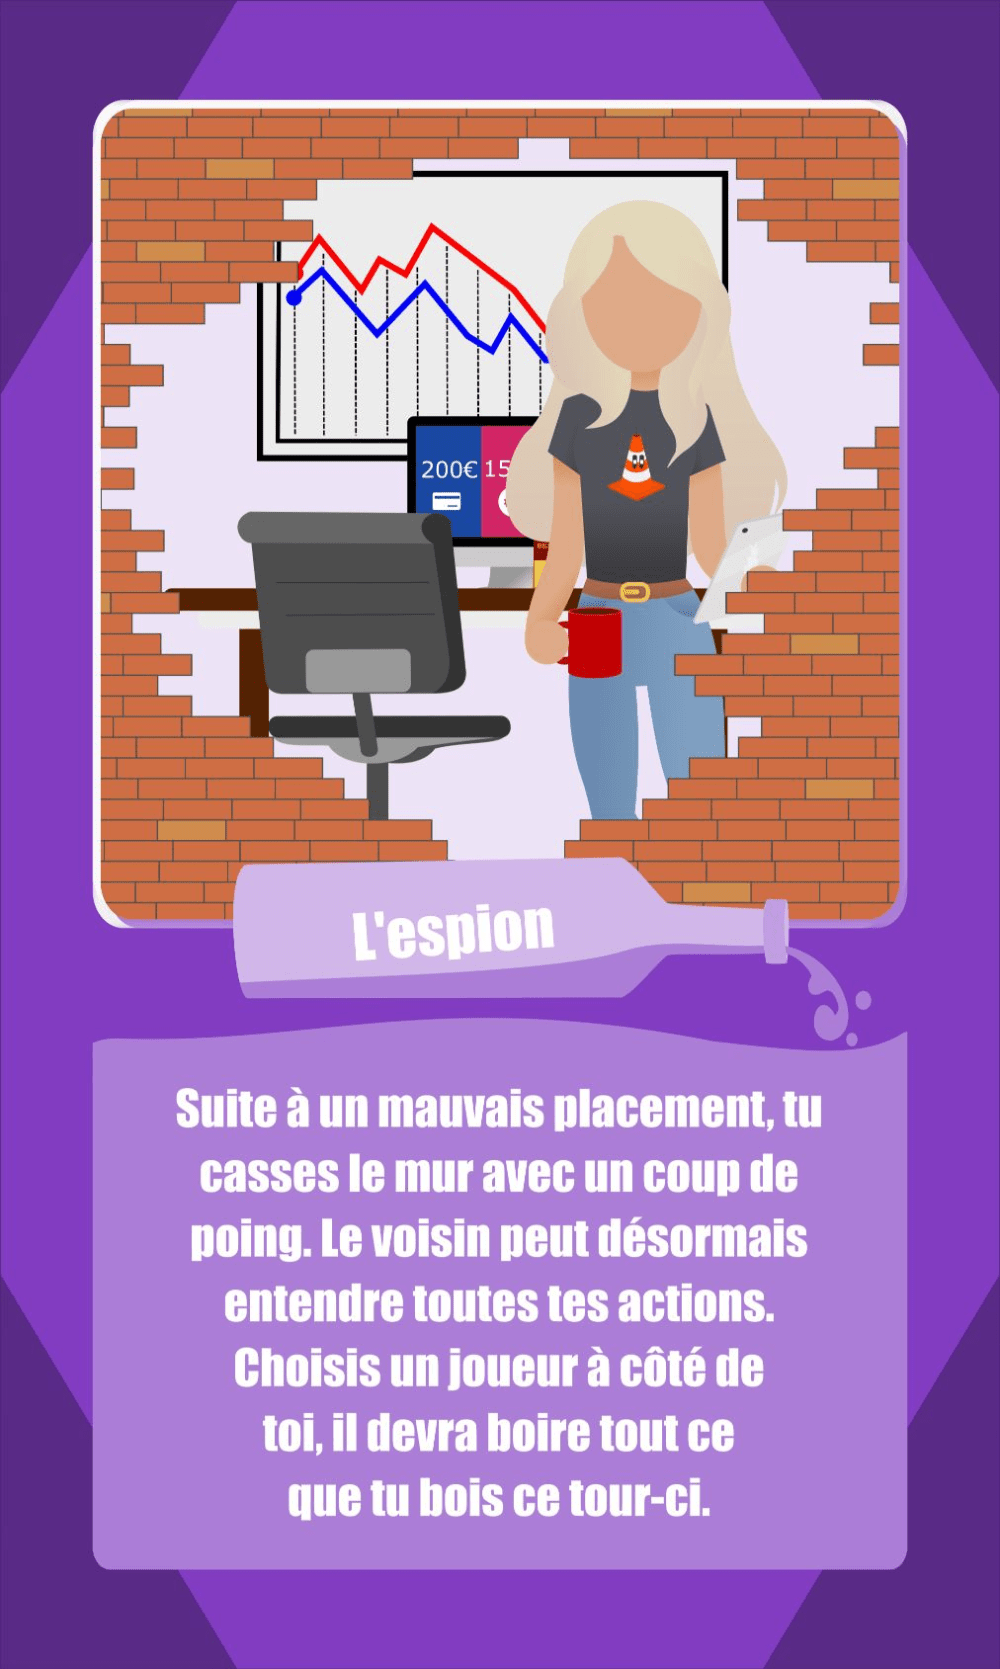 200€ 15
L'espion
Suite à un mauvais placement, tu
casses le mur avec un coup de
poing. Le voisin peut désormais
entendre toutes tes actions.
Choisis un joueur à côté de
toi, il devra boire tout ce
que tu bois ce tour-ci.